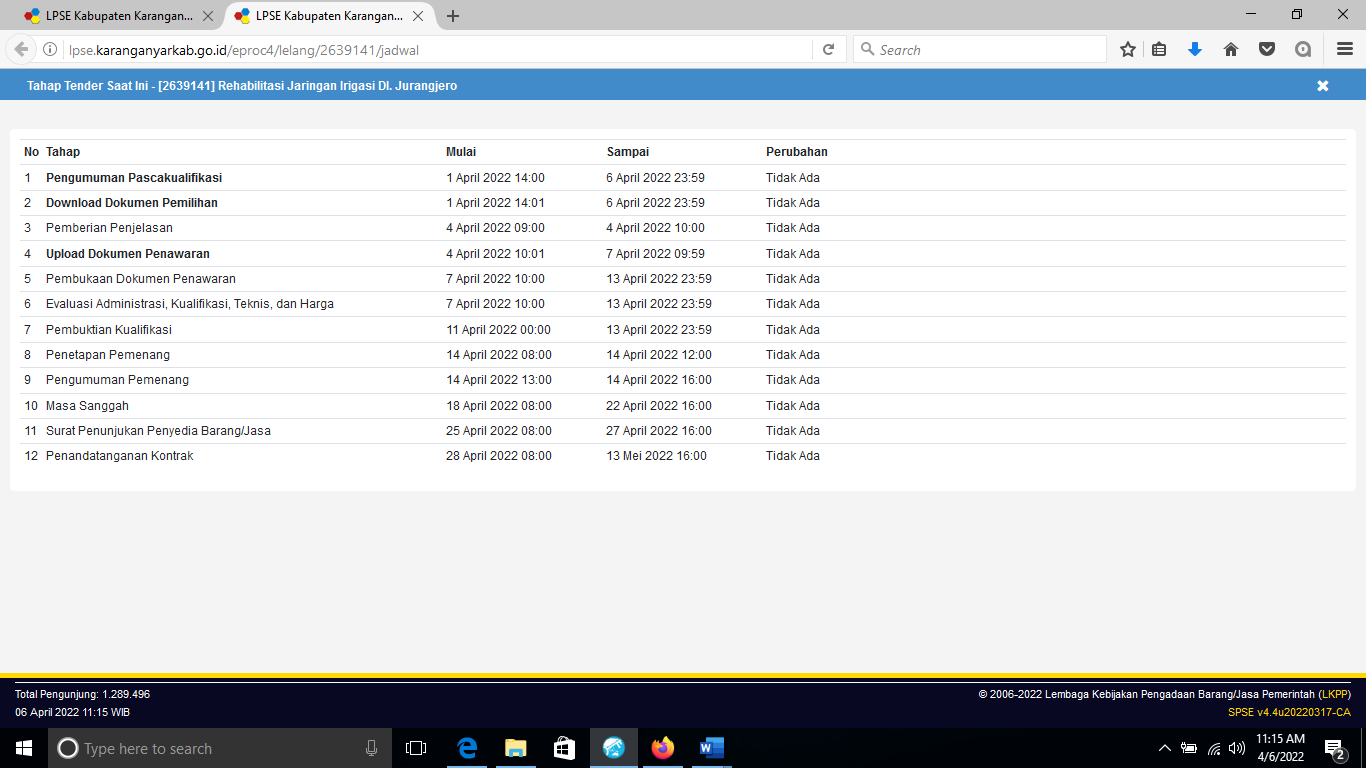 LPSE Kabupaten Karangan...
LPSE Kabupaten Karangan...
lpse.karanganyarkab.go.id/eproc4/lelang/2639141/jadwal
Search
Tahap Tender Saat Ini - [2639141] Rehabilitasi Jaringan Irigasi DI. Jurangjero
No Tahap Mulai Sampai Perubahan
1 Pengumuman Pascakualifikasi 1 April 2022 14:00 6 April 2022 23:59 Tidak Ada
2 Download Dokumen Pemilihan 1 April 2022 14:01 6 April 2022 23:59 Tidak Ada
3 Pemberian Penjelasan 4 April 2022 09:00 4 April 2022 10:00 Tidak Ada
4 Upload Dokumen Penawaran 4 April 2022 10:01 7 April 2022 09:59 Tidak Ada
5 Pembukaan Dokumen Penawaran 7 April 2022 10:00 13 April 2022 23:59 Tidak Ada
6 Evaluasi Administrasi, Kualifikasi, Teknis, dan Harga 7 April 2022 10:00 13 April 2022 23:59 Tidak Ada
7 Pembuktian Kualifikasi 11 April 2022 00:00 13 April 2022 23:59 Tidak Ada
8 Penetapan Pemenang 14 April 2022 08:00 14 April 2022 12:00 Tidak Ada
9 Pengumuman Pemenang 14 April 2022 13:00 14 April 2022 16:00 Tidak Ada
10 Masa Sanggah 18 April 2022 08:00 22 April 2022 16:00 Tidak Ada
11 Surat Penunjukan Penyedia Barang/Jasa 25 April 2022 08:00 27 April 2022 16:00 Tidak Ada
12 Penandatanganan Kontrak 28 April 2022 08:00 13 Mei 2022 16:00 Tidak Ada
Total Pengunjung: 1.289.496
© 2006-2022 Lembaga Kebijakan Pengadaan Barang/Jasa Pemerintah (LKPP)
06 April 2022 11:15 WIB
SPSE v4.4u20220317-CA
Type here to search
11:15 AM
4/6/2022
2